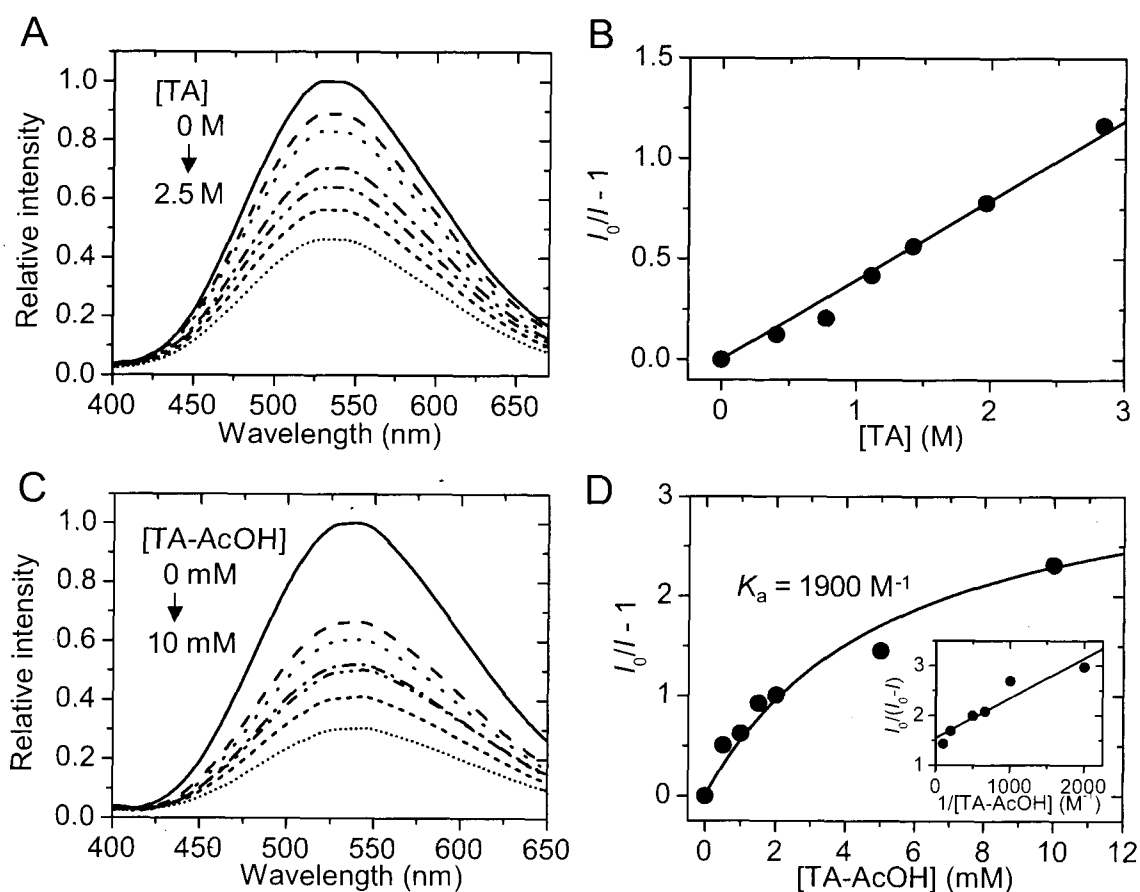 A
[TA]
0 M
2.5 M
Relative intensity
1.0
0.8
0.6
0.4
0.2
0.0
400 450 500 550 600 650
Wavelength (nm)
B
I0/I - 1
1.5
1.0
0.5
0.0
0 1 2 3
[TA] (M)
C
[TA-AcOH]
0 mM
10 mM
Relative intensity
1.0
0.8
0.6
0.4
0.2
0.0
400 450 500 550 600 650
Wavelength (nm)
D
I0/I - 1
3
2
1
0
Ka = 1900 M-1
I0/(I0-I)
3
2
1
0 1000 2000
1/[TA-AcOH] (M-1)
0 2 4 6 8 10 12
[TA-AcOH] (mM)